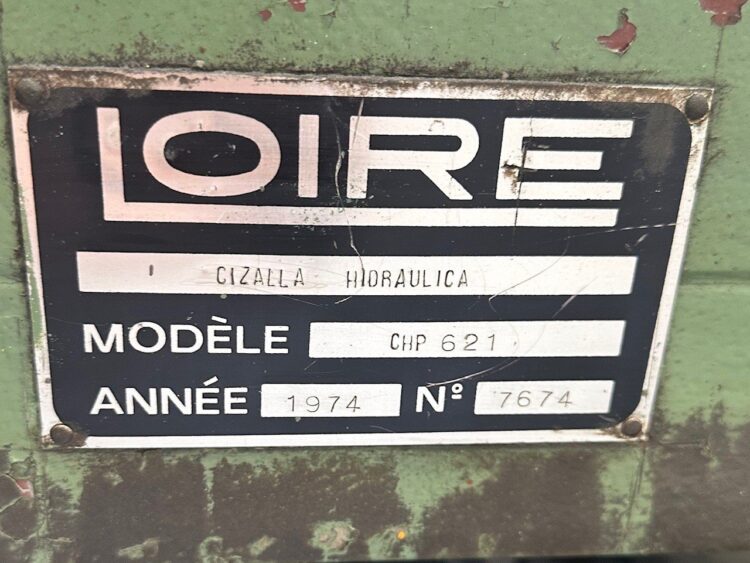 LOIRE
CIZALLA HIDRAULICA
MODÈLE CHP 621
ANNÉE 1974 Nº 7674